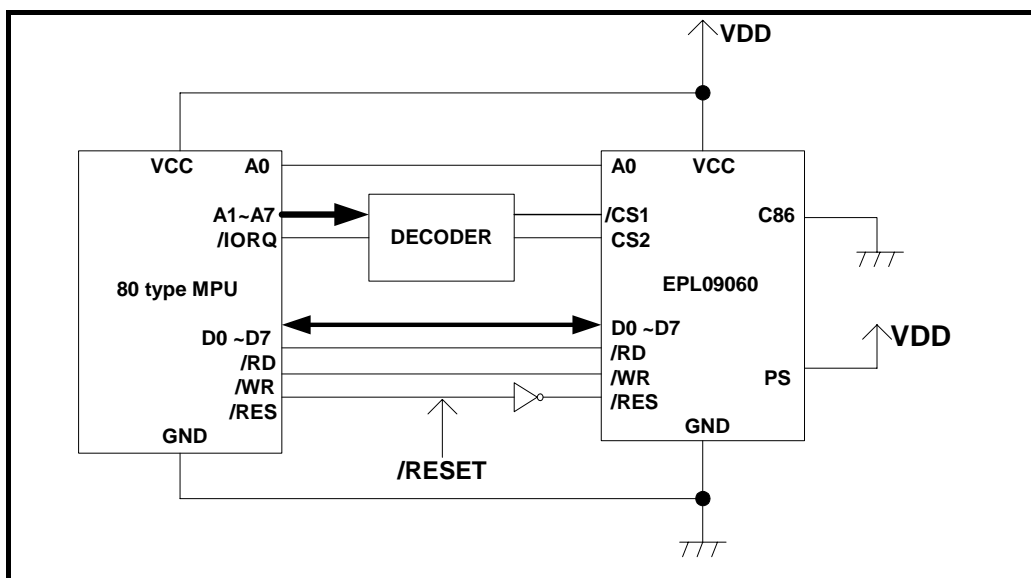 VDD
VCC
A0
A1~A7
/IORQ
80 type MPU
D0 ~D7
/RD
/WR
/RES
GND
DECODER
/RESET
A0
VCC
/CS1
CS2
C86
EPL09060
D0 ~D7
/RD
/WR
/RES
PS
GND
VDD